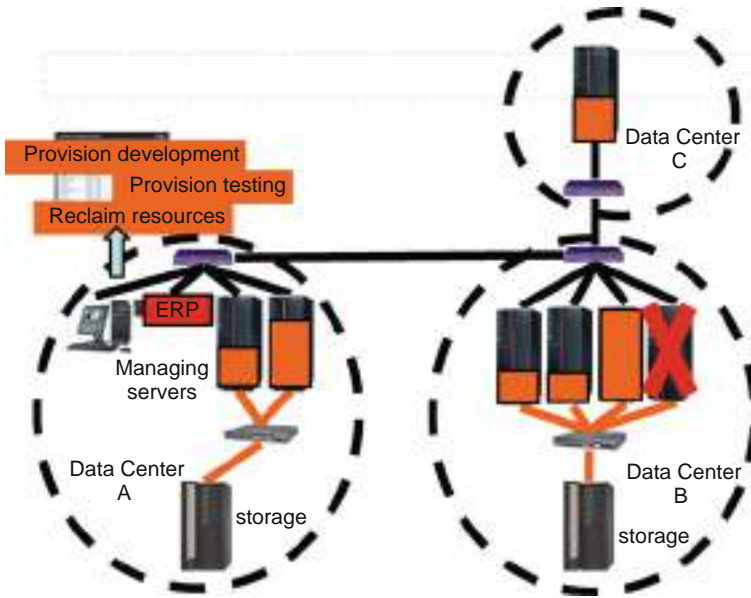 Provision development
Provision testing
Reclaim resources
Data Center
C
ERP
Managing
servers
Data Center
A
storage
Data Center
B
storage